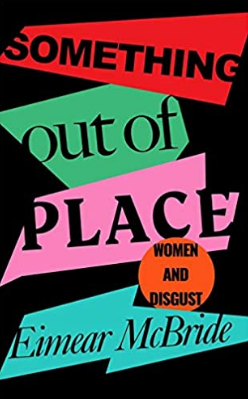 SOMETHING
out of
PLACE
WOMEN
AND
DISGUST
Eimear McBride